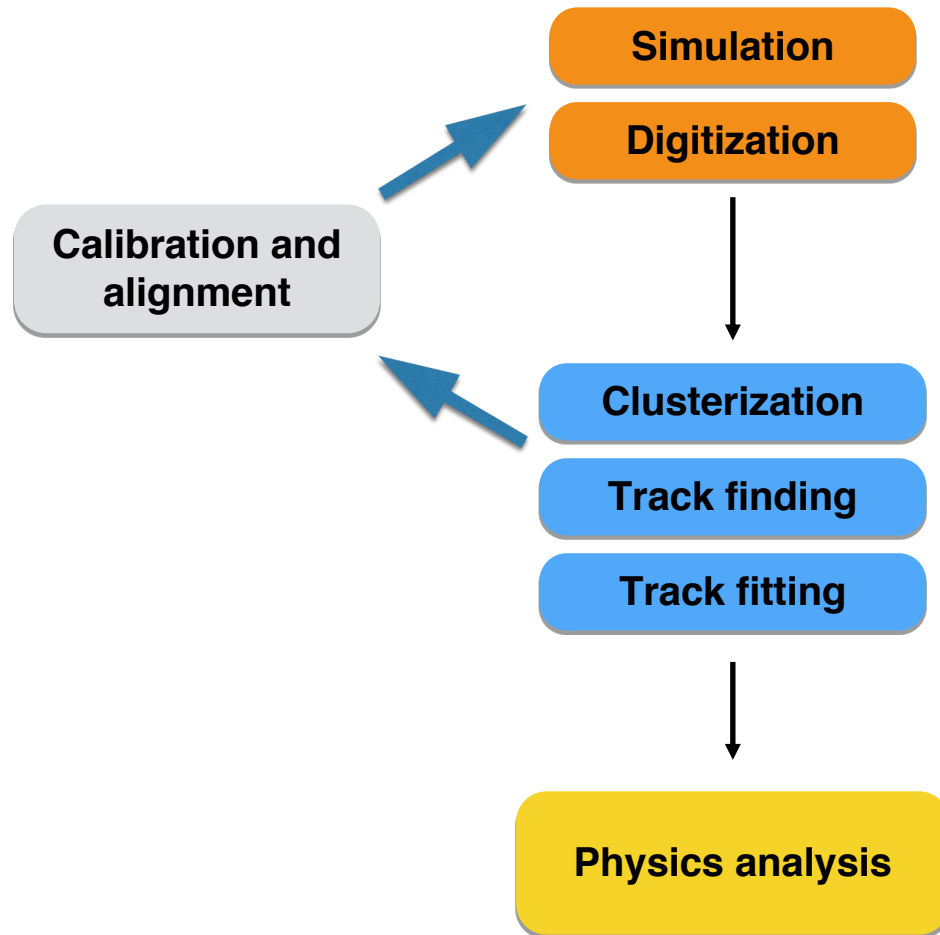 Simulation
Digitization
Calibration and
alignment
Clusterization
Track finding
Track fitting
Physics analysis